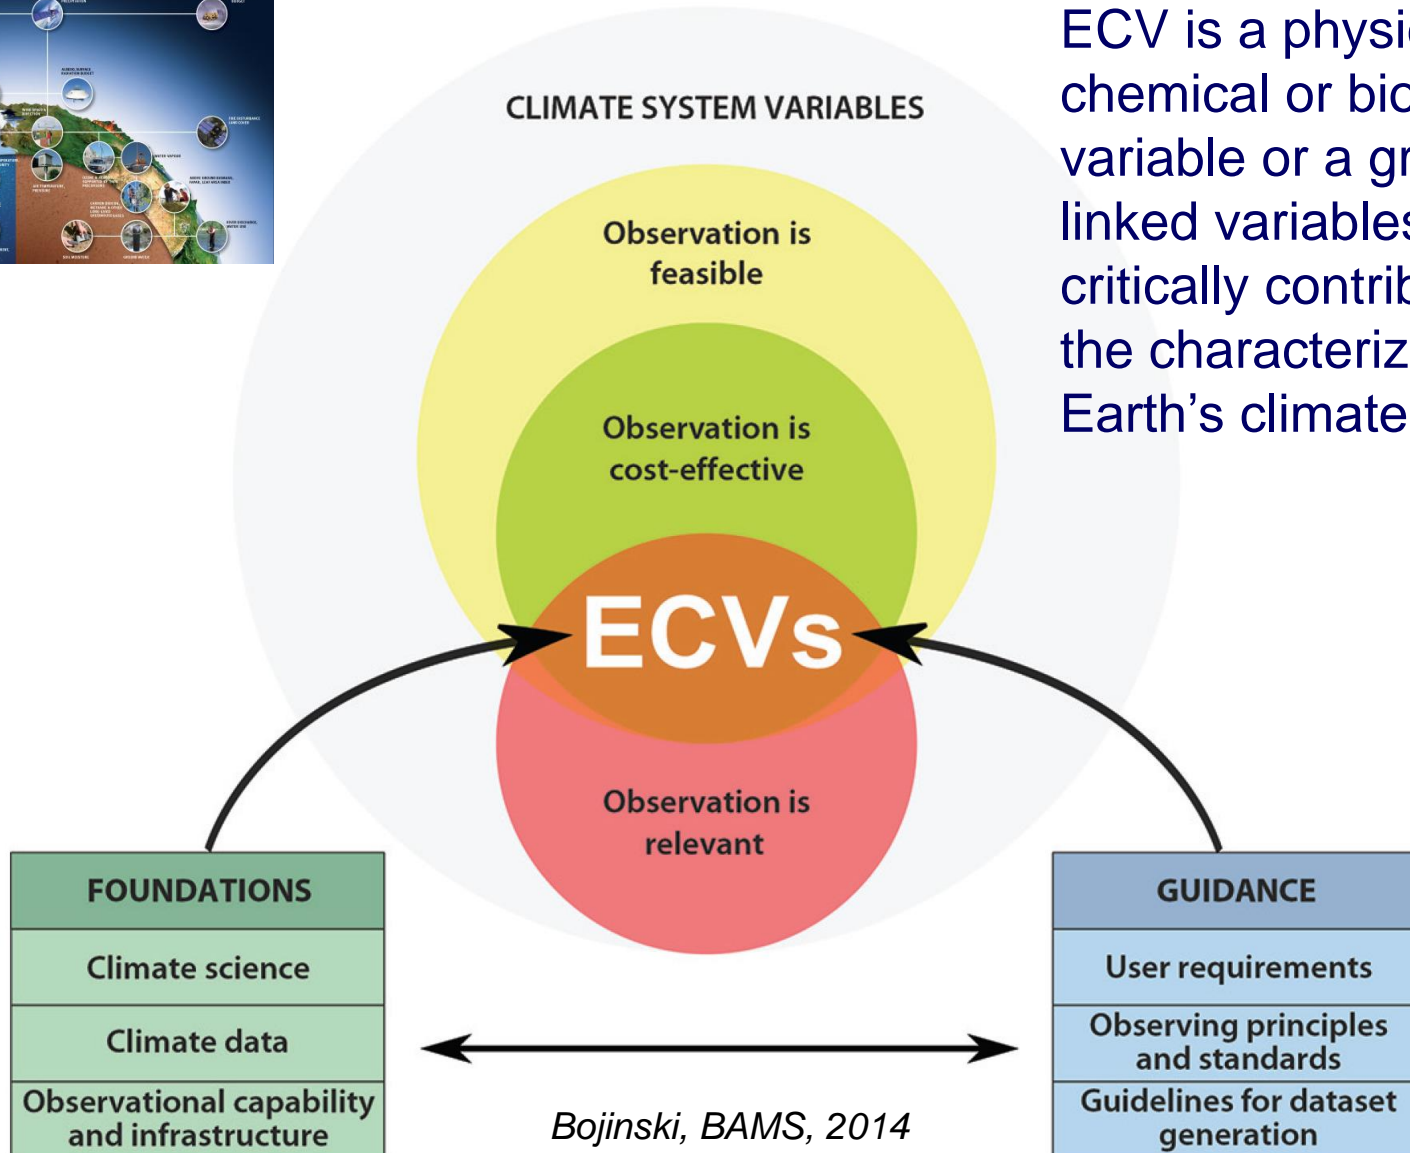 ECV is a physic
chemical or bio
variable or a gr
linked variables
critically contrib
the characteriz
Earth's climate
CLIMATE SYSTEM VARIABLES
Observation is
feasible
Observation is
cost-effective
ECVs
Observation is
relevant
FOUNDATIONS
Climate science
Climate data
Observational capability
and infrastructure
GUIDANCE
User requirements
Observing principles
and standards
Guidelines for dataset
generation
Bojinski, BAMS, 2014